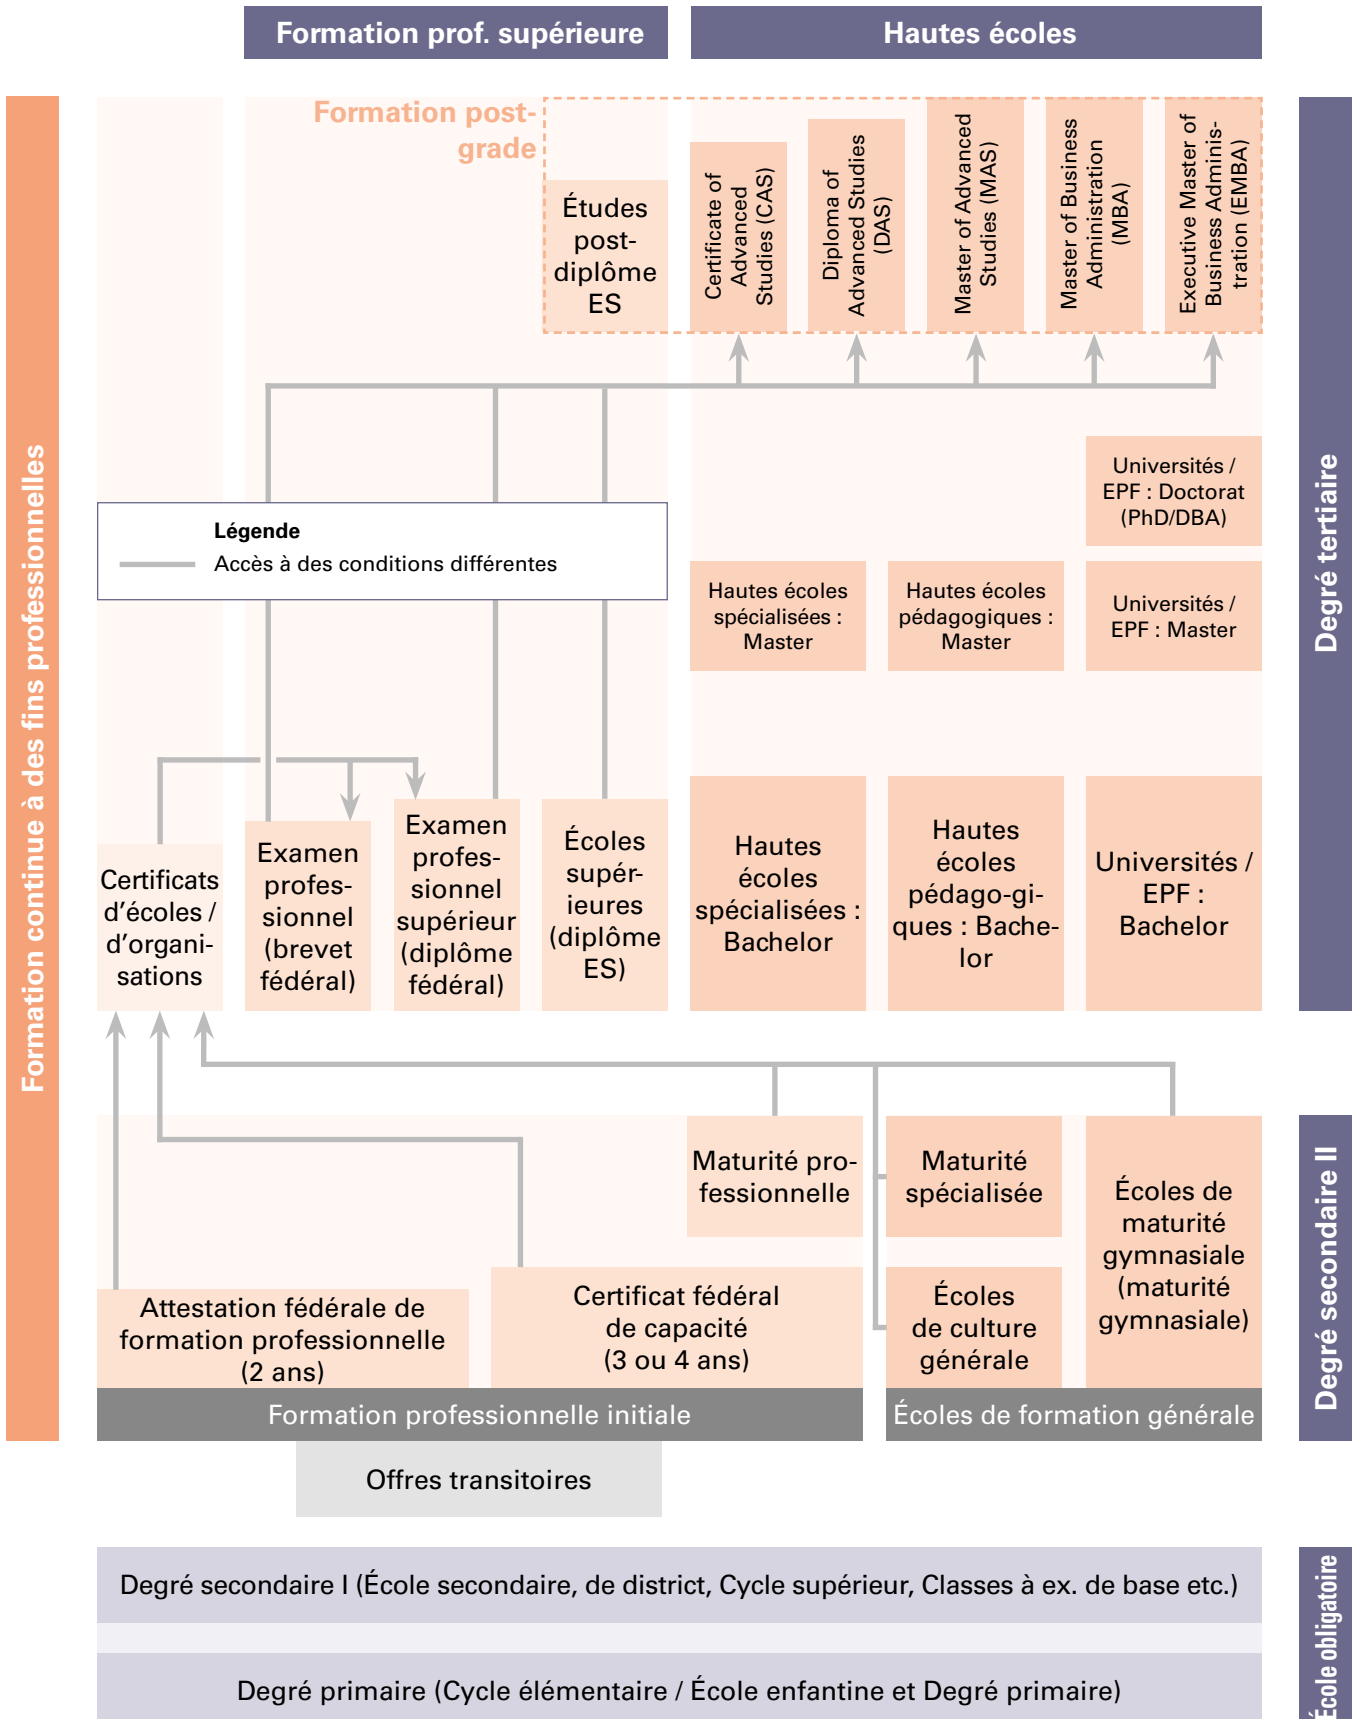 Formation prof. supérieure
Hautes écoles
Formation continue à des fins professionnelles
Formation post-
grade
Études
post-
diplôme
ES
Certificate of
Advanced
Studies (CAS)
Diploma of
Advanced Studies
(DAS)
Master of Advanced
Studies (MAS)
Master of Business
Administration
(MBA)
Executive Master of
Business Adminis-
tration (EMBA)
Degré tertiaire
Universités /
EPF : Doctorat
(PhD/DBA)
Légende
Accès à des conditions différentes
Hautes écoles
spécialisées :
Master
Hautes écoles
pédagogiques :
Master
Universités /
EPF : Master
Certificats
d'écoles /
d'organi-
sations
Examen
profes-
sionnel
(brevet
fédéral)
Examen
profes-
sionnel
supérieur
(diplôme
fédéral)
Écoles
supér-
ieures
(diplôme
ES)
Hautes
écoles
spécialisées :
Bachelor
Hautes
écoles
pédago-gi-
ques : Bache-
lor
Universités /
EPF :
Bachelor
Degré secondaire II
Maturité pro-
fessionnelle
Maturité
spécialisée
Écoles de
maturité
gymnasiale
(maturité
gymnasiale)
Attestation fédérale de
formation professionnelle
(2 ans)
Certificat fédéral
de capacité
(3 ou 4 ans)
Écoles
de culture
générale
Formation professionnelle initiale
Écoles de formation générale
Offres transitoires
École obligatoire
Degré secondaire I (École secondaire, de district, Cycle supérieur, Classes à ex. de base etc.)
Degré primaire (Cycle élémentaire / École enfantine et Degré primaire)